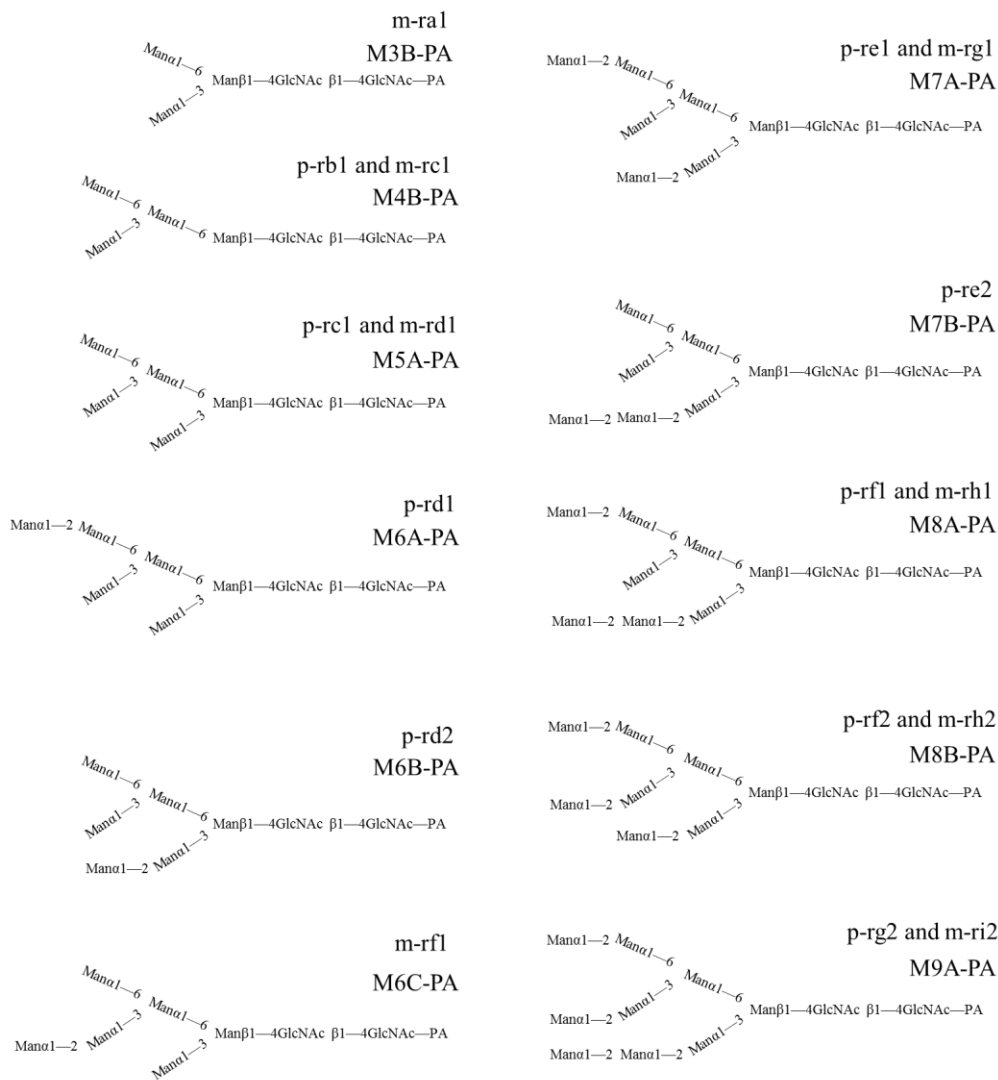 m-ra1
M3B-PA
Manα1—6
Manβ1—4GlcNAc β1—4GlcNAc—PA
Manα1—3
p-rb1 and m-rc1
M4B-PA
Manα1—6
Manα1—6
Manα1—3
Manβ1—4GlcNAc β1—4GlcNAc—PA
p-rc1 and m-rd1
M5A-PA
Manα1—6
Manα1—6
Manα1—3
Manβ1—4GlcNAc β1—4GlcNAc—PA
Manα1—3
p-rd1
M6A-PA
Manα1—2 Manα1—6
Manα1—6
Manα1—3
Manβ1—4GlcNAc β1—4GlcNAc—PA
Manα1—3
p-rd2
M6B-PA
Manα1—6
Manα1—6
Manα1—3
Manβ1—4GlcNAc β1—4GlcNAc—PA
Manα1—2 Manα1—3
m-rf1
M6C-PA
Manα1—6
Manα1—6
Manα1—2 Manα1—3
Manβ1—4GlcNAc β1—4GlcNAc—PA
Manα1—3
p-re1 and m-rg1
M7A-PA
Manα1—2 Manα1—6
Manα1—6
Manα1—3
Manβ1—4GlcNAc β1—4GlcNAc—PA
Manα1—2 Manα1—3
p-re2
M7B-PA
Manα1—6
Manα1—6
Manα1—3
Manβ1—4GlcNAc β1—4GlcNAc—PA
Manα1—2 Manα1—2 Manα1—3
p-rf1 and m-rh1
M8A-PA
Manα1—2 Manα1—6
Manα1—6
Manα1—3
Manβ1—4GlcNAc β1—4GlcNAc—PA
Manα1—2 Manα1—2 Manα1—3
p-rf2 and m-rh2
M8B-PA
Manα1—2 Manα1—6
Manα1—6
Manα1—2 Manα1—3
Manβ1—4GlcNAc β1—4GlcNAc—PA
Manα1—2 Manα1—3
p-rg2 and m-ri2
M9A-PA
Manα1—2 Manα1—6
Manα1—6
Manα1—2 Manα1—3
Manβ1—4GlcNAc β1—4GlcNAc—PA
Manα1—2 Manα1—2 Manα1—3